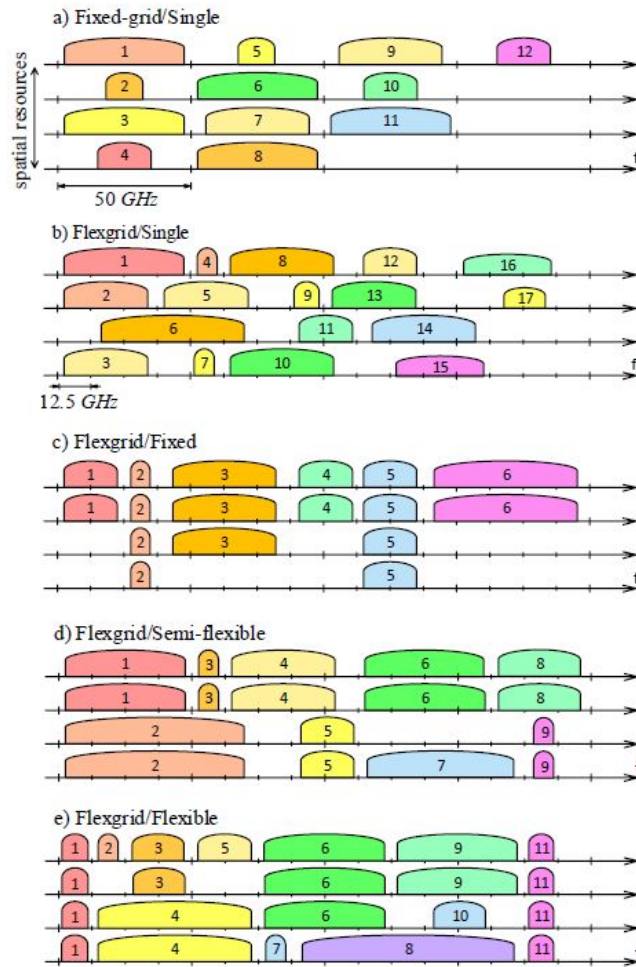 a) Fixed-grid/Single
1 5 9 12
2 6 10
3 7 11
4 8
spatial resources
50 GHz
b) Flexgrid/Single
1 4 8 12 16
2 5 9 13 17
6 11 14
3 7 10 15
f
12.5 GHz
c) Flexgrid/Fixed
1 2 3 4 5 6
1 2 3 4 5 6
2 3 5
2 5
d) Flexgrid/Semi-flexible
1 3 4 6 8
1 3 4 6 8
2 5 9
2 5 7 9
e) Flexgrid/Flexible
1 2 3 5 6 9 11
1 3 6 9 11
1 4 6 10 11
1 4 7 8 11